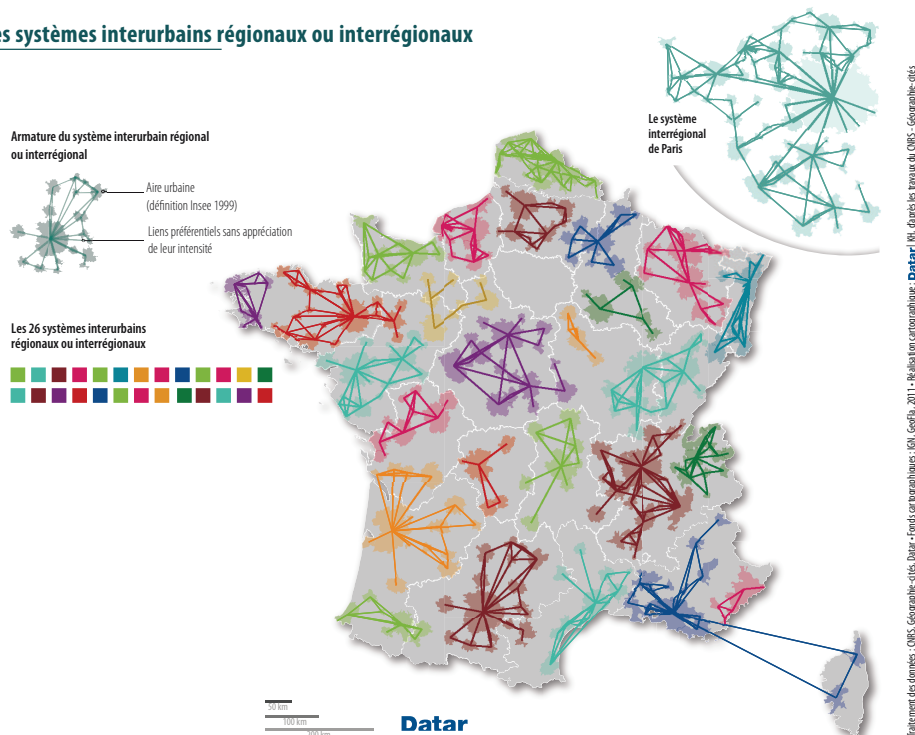 es systèmes interurbains régionaux ou interrégionaux
Le système
interrégional
de Paris
Armature du système interurbain régional
ou interrégional
Aire urbaine
(définition Insee 1999)
Liens préférentiels sans appréciation
de leur intensité
Les 26 systèmes interurbains
régionaux ou interrégionaux
50 km
100 km
200 km
Datar
Traitement des données : CNRS, Géographie-cités, Datar • Fonds cartographiques : IGN, GeoFla, 2011 • Réalisation cartographique : Datar | KH, d'après les travaux du CNRS - Géographie-cités